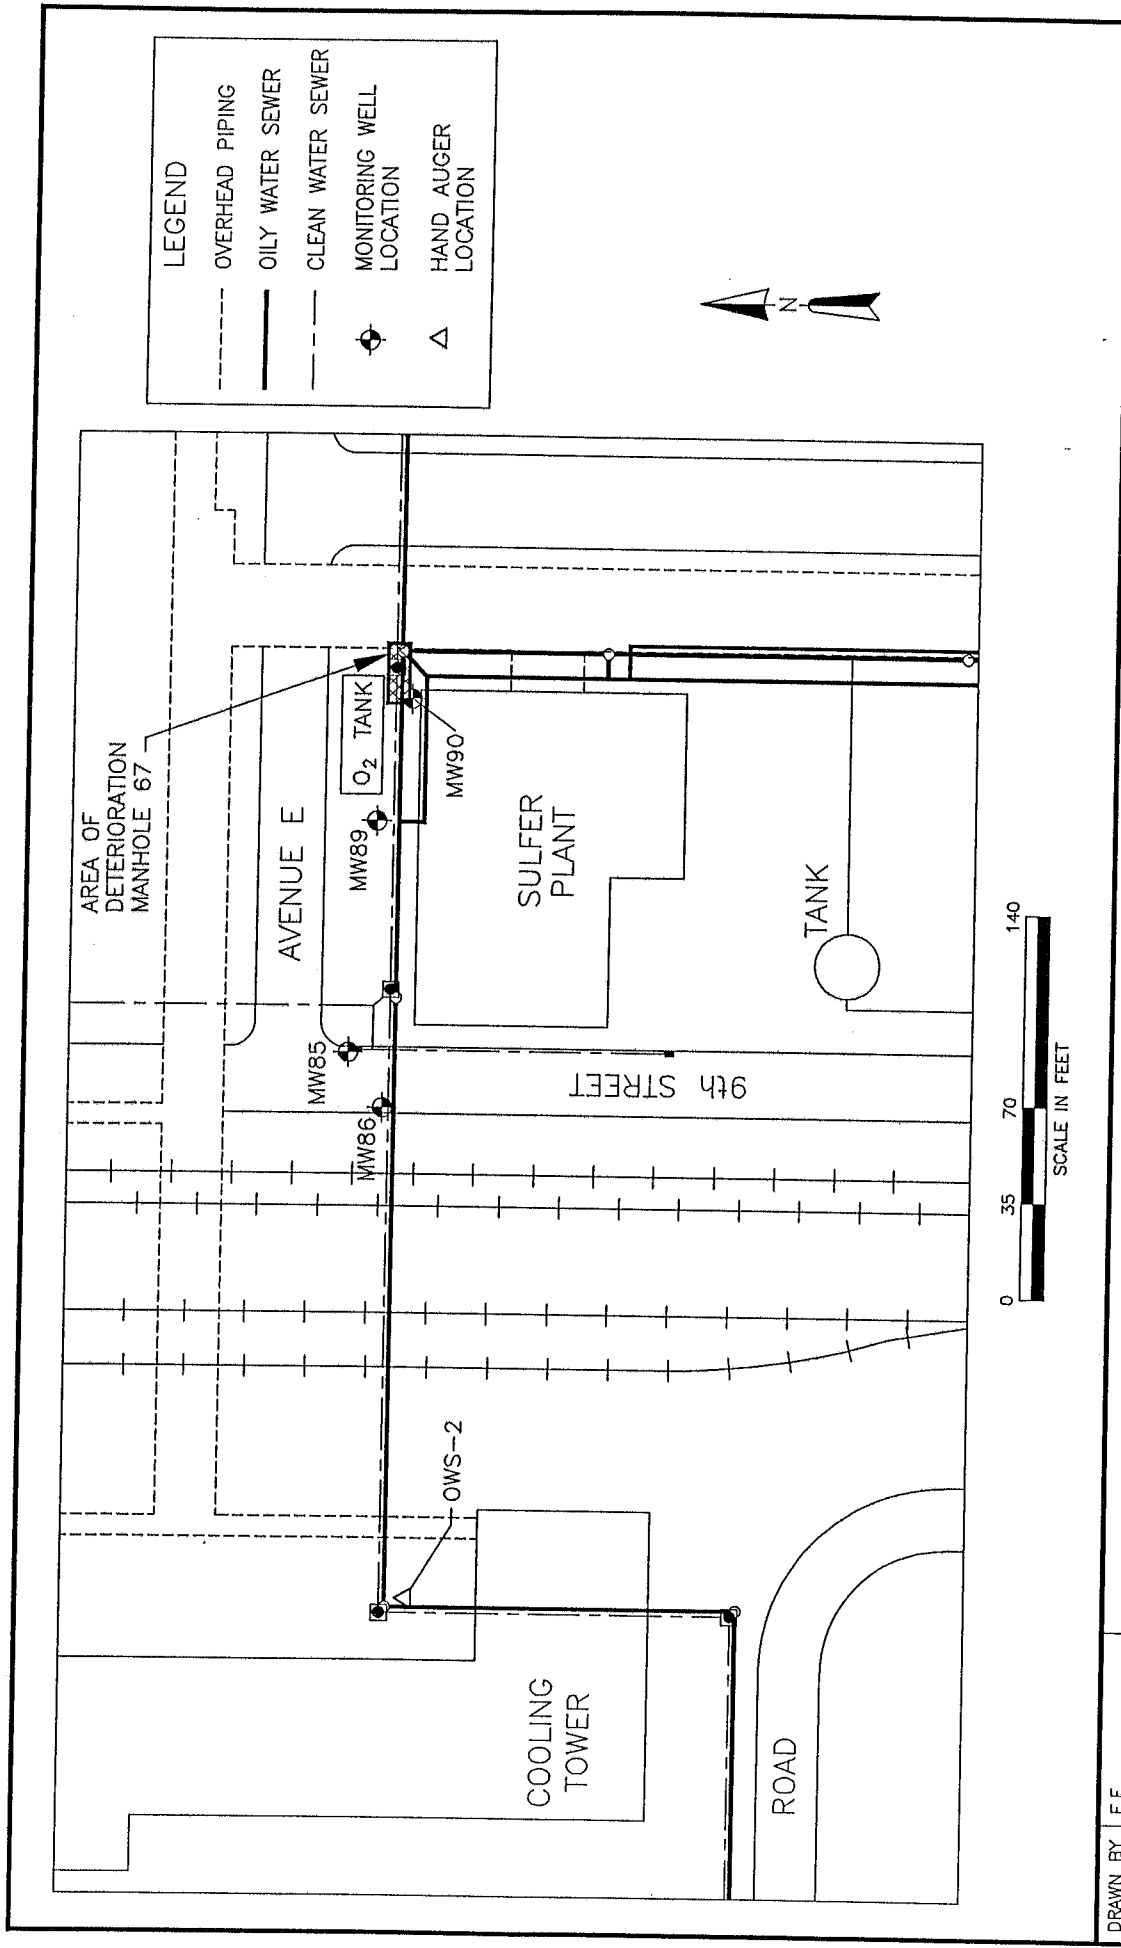 LEGEND
OVERHEAD PIPING
OILY WATER SEWER
CLEAN WATER SEWER
MONITORING WELL
LOCATION
HAND AUGER
LOCATION
N
AREA OF
DETERIORATION
MANHOLE 67
AVENUE E
O2 TANK
MW89
MW90
MW85
MW86
SULFER
PLANT
TANK
9th STREET
OWS-2
COOLING
TOWER
ROAD
0 35 70 140
SCALE IN FEET
DRAWN BY